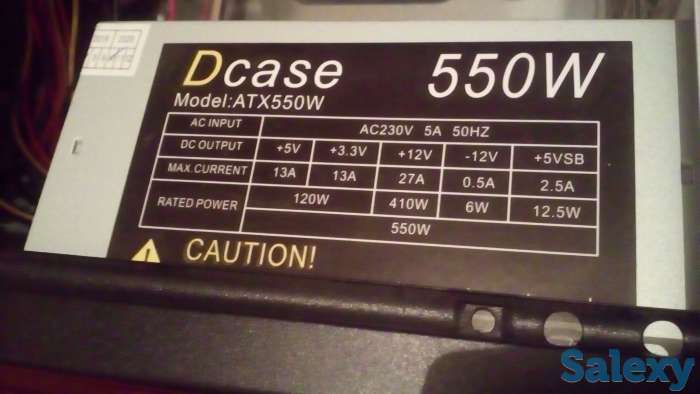 Dcase 550W
Model:ATX550W
AC INPUT AC230V 5A 50HZ
DC OUTPUT +5V +3.3V +12V -12V +5VSB
MAX.CURRENT 13A 13A 27A 0.5A 2.5A
RATED POWER 120W 410W 6W 12.5W
550W
CAUTION!
Salexy